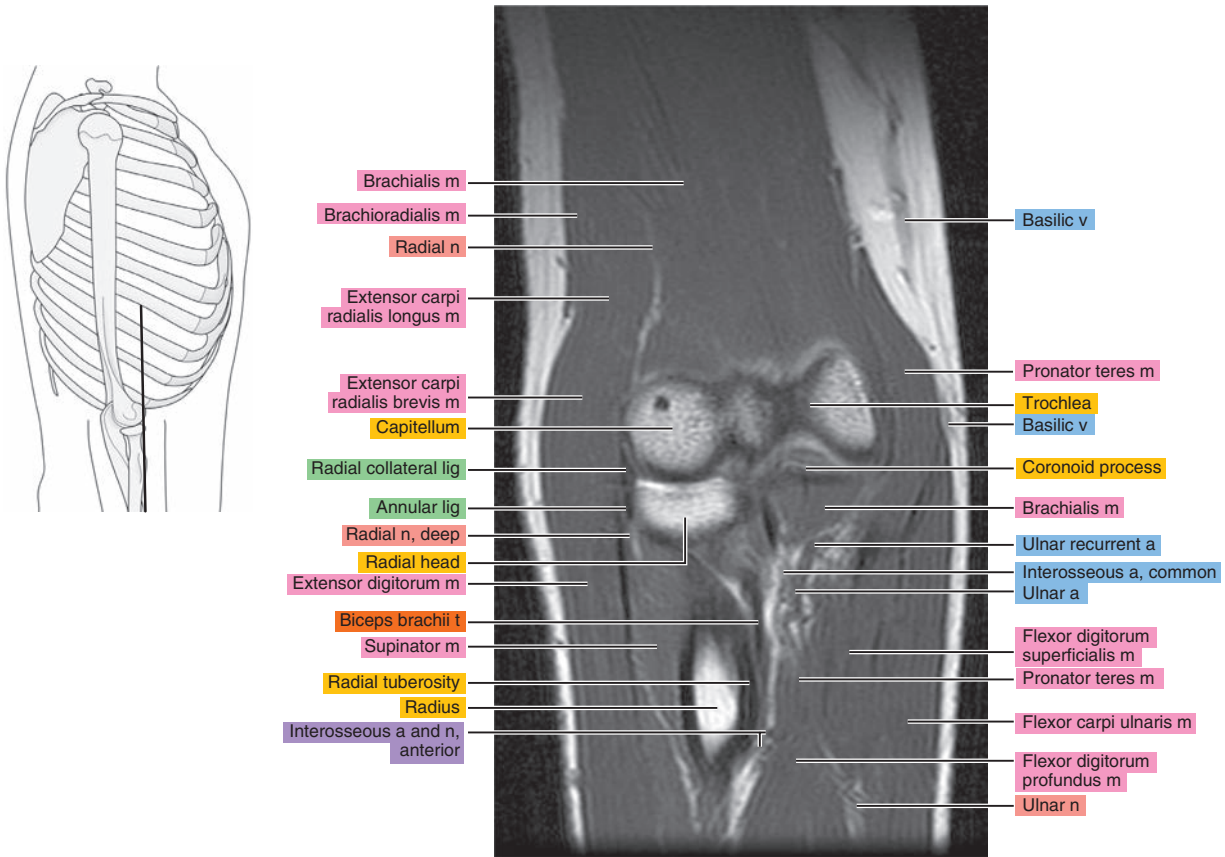 Brachialis m
Brachioradialis m
Radial n
Extensor carpi
radialis longus m
Extensor carpi
radialis brevis m
Capitellum
Radial collateral lig
Annular lig
Radial n, deep
Radial head
Extensor digitorum m
Biceps brachii t
Supinator m
Radial tuberosity
Radius
Interosseous a and n,
anterior
Basilic v
Pronator teres m
Trochlea
Basilic v
Coronoid process
Brachialis m
Ulnar recurrent a
Interosseous a, common
Ulnar a
Flexor digitorum
superficialis m
Pronator teres m
Flexor carpi ulnaris m
Flexor digitorum
profundus m
Ulnar n